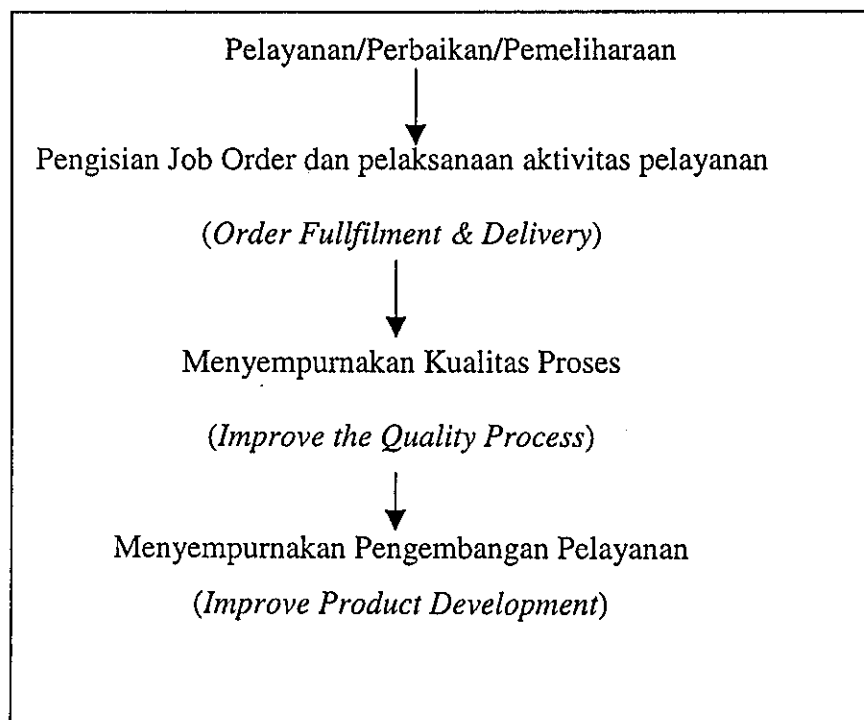 Pelayanan/Perbaikan/Pemeliharaan
Pengisian Job Order dan pelaksanaan aktivitas pelayanan
(Order Fullfilment & Delivery)
Menyempurnakan Kualitas Proses
(Improve the Quality Process)
Menyempurnakan Pengembangan Pelayanan
(Improve Product Development)